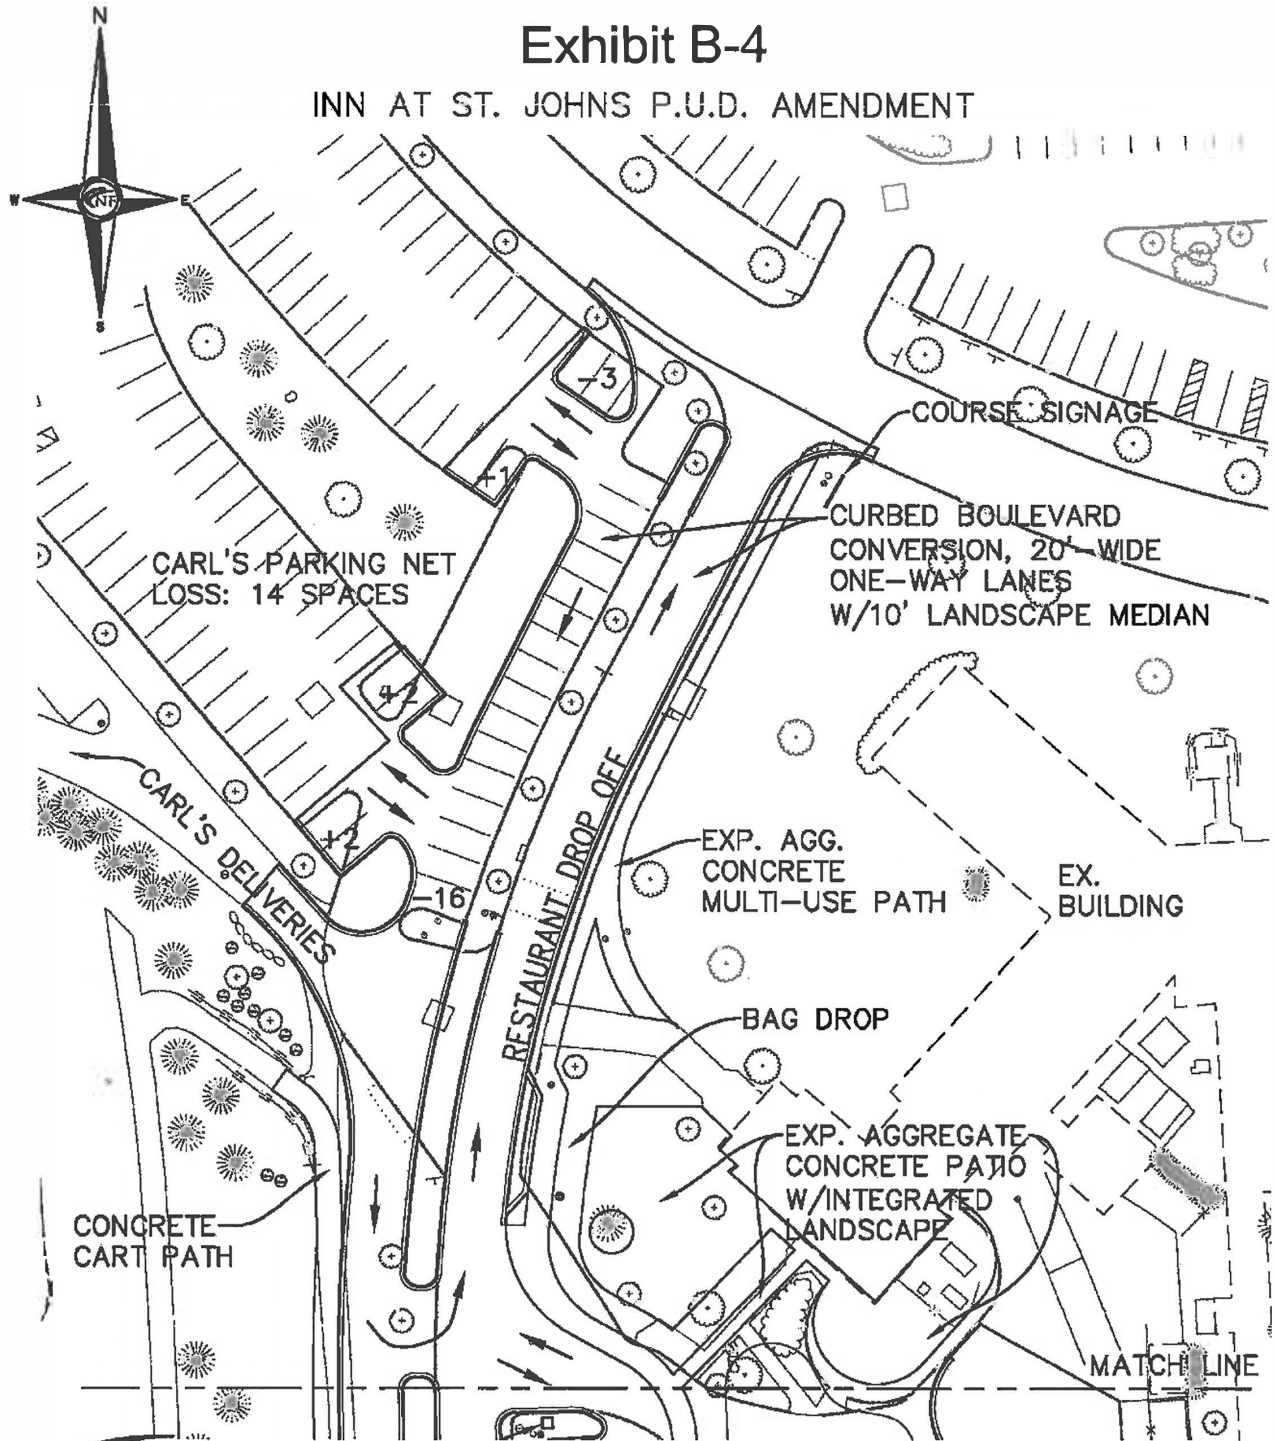 N
Exhibit B-4
INN AT ST. JOHNS P.U.D. AMENDMENT
W
E
S
-3
COURSE SIGNAGE
+1
CURBED BOULEVARD
CONVERSION, 20'-WIDE
ONE-WAY LANES
W/10' LANDSCAPE MEDIAN
CARL'S PARKING NET
LOSS: 14 SPACES
+2
CARL'S DELIVERIES
+2
-16
RESTAURANT DROP OFF
EXP. AGG.
CONCRETE
MULTI-USE PATH
EX.
BUILDING
BAG DROP
EXP. AGGREGATE
CONCRETE PATIO
W/INTEGRATED
LANDSCAPE
CONCRETE
CART PATH
MATCH LINE